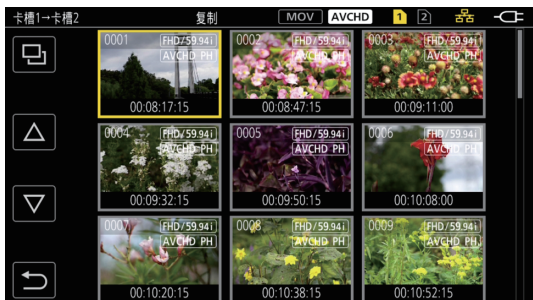 卡槽1→卡槽2 复制 MOV AVCHD 1 2
0001 FHD/59.94i 0002 FHD/59.94i 0003 FHD/59.94i
AVCHD PH AVCHD PH AVCHD PH
00:08:17:15 00:08:47:15 00:09:11:00
0004 FHD/59.94i 0005 FHD/59.94i 0006 FHD/59.94i
AVCHD PH AVCHD PH AVCHD PH
00:09:32:15 00:09:50:15 00:10:08:00
0007 FHD/59.94i 0008 FHD/59.94i 0009 FHD/59.94i
AVCHD PH AVCHD PH AVCHD PH
00:10:20:15 00:10:38:15 00:10:52:15